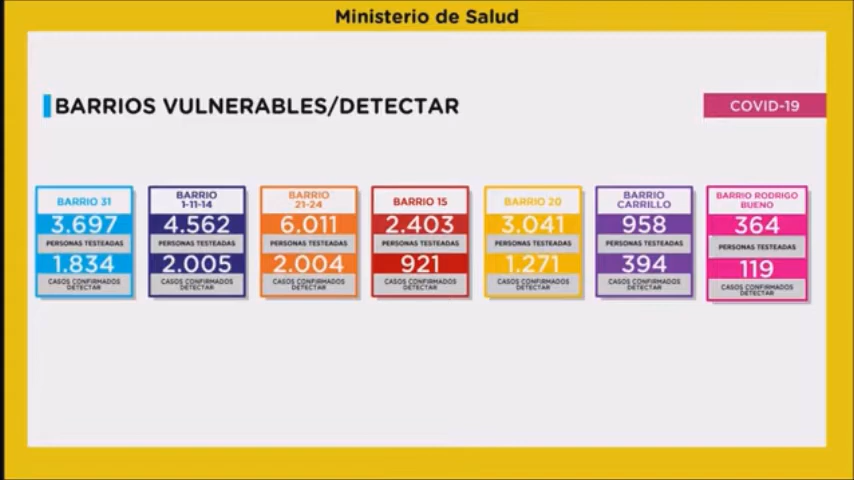 Ministerio de Salud
BARRIOS VULNERABLES/DETECTAR
COVID-19
BARRIO 31
3.697
PERSONAS TESTEADAS
1.834
CASOS CONFIRMADOS
DETECTAR
BARRIO
1-11-14
4.562
PERSONAS TESTEADAS
2.005
CASOS CONFIRMADOS
DETECTAR
BARRIO
21-24
6.011
PERSONAS TESTEADAS
2.004
CASOS CONFIRMADOS
DETECTAR
BARRIO 15
2.403
PERSONAS TESTEADAS
921
CASOS CONFIRMADOS
DETECTAR
BARRIO 20
3.041
PERSONAS TESTEADAS
1.271
CASOS CONFIRMADOS
DETECTAR
BARRIO
CARRILLO
958
PERSONAS TESTEADAS
394
CASOS CONFIRMADOS
DETECTAR
BARRIO RODRIGO
BUENO
364
PERSONAS TESTEADAS
119
CASOS CONFIRMADOS
DETECTAR